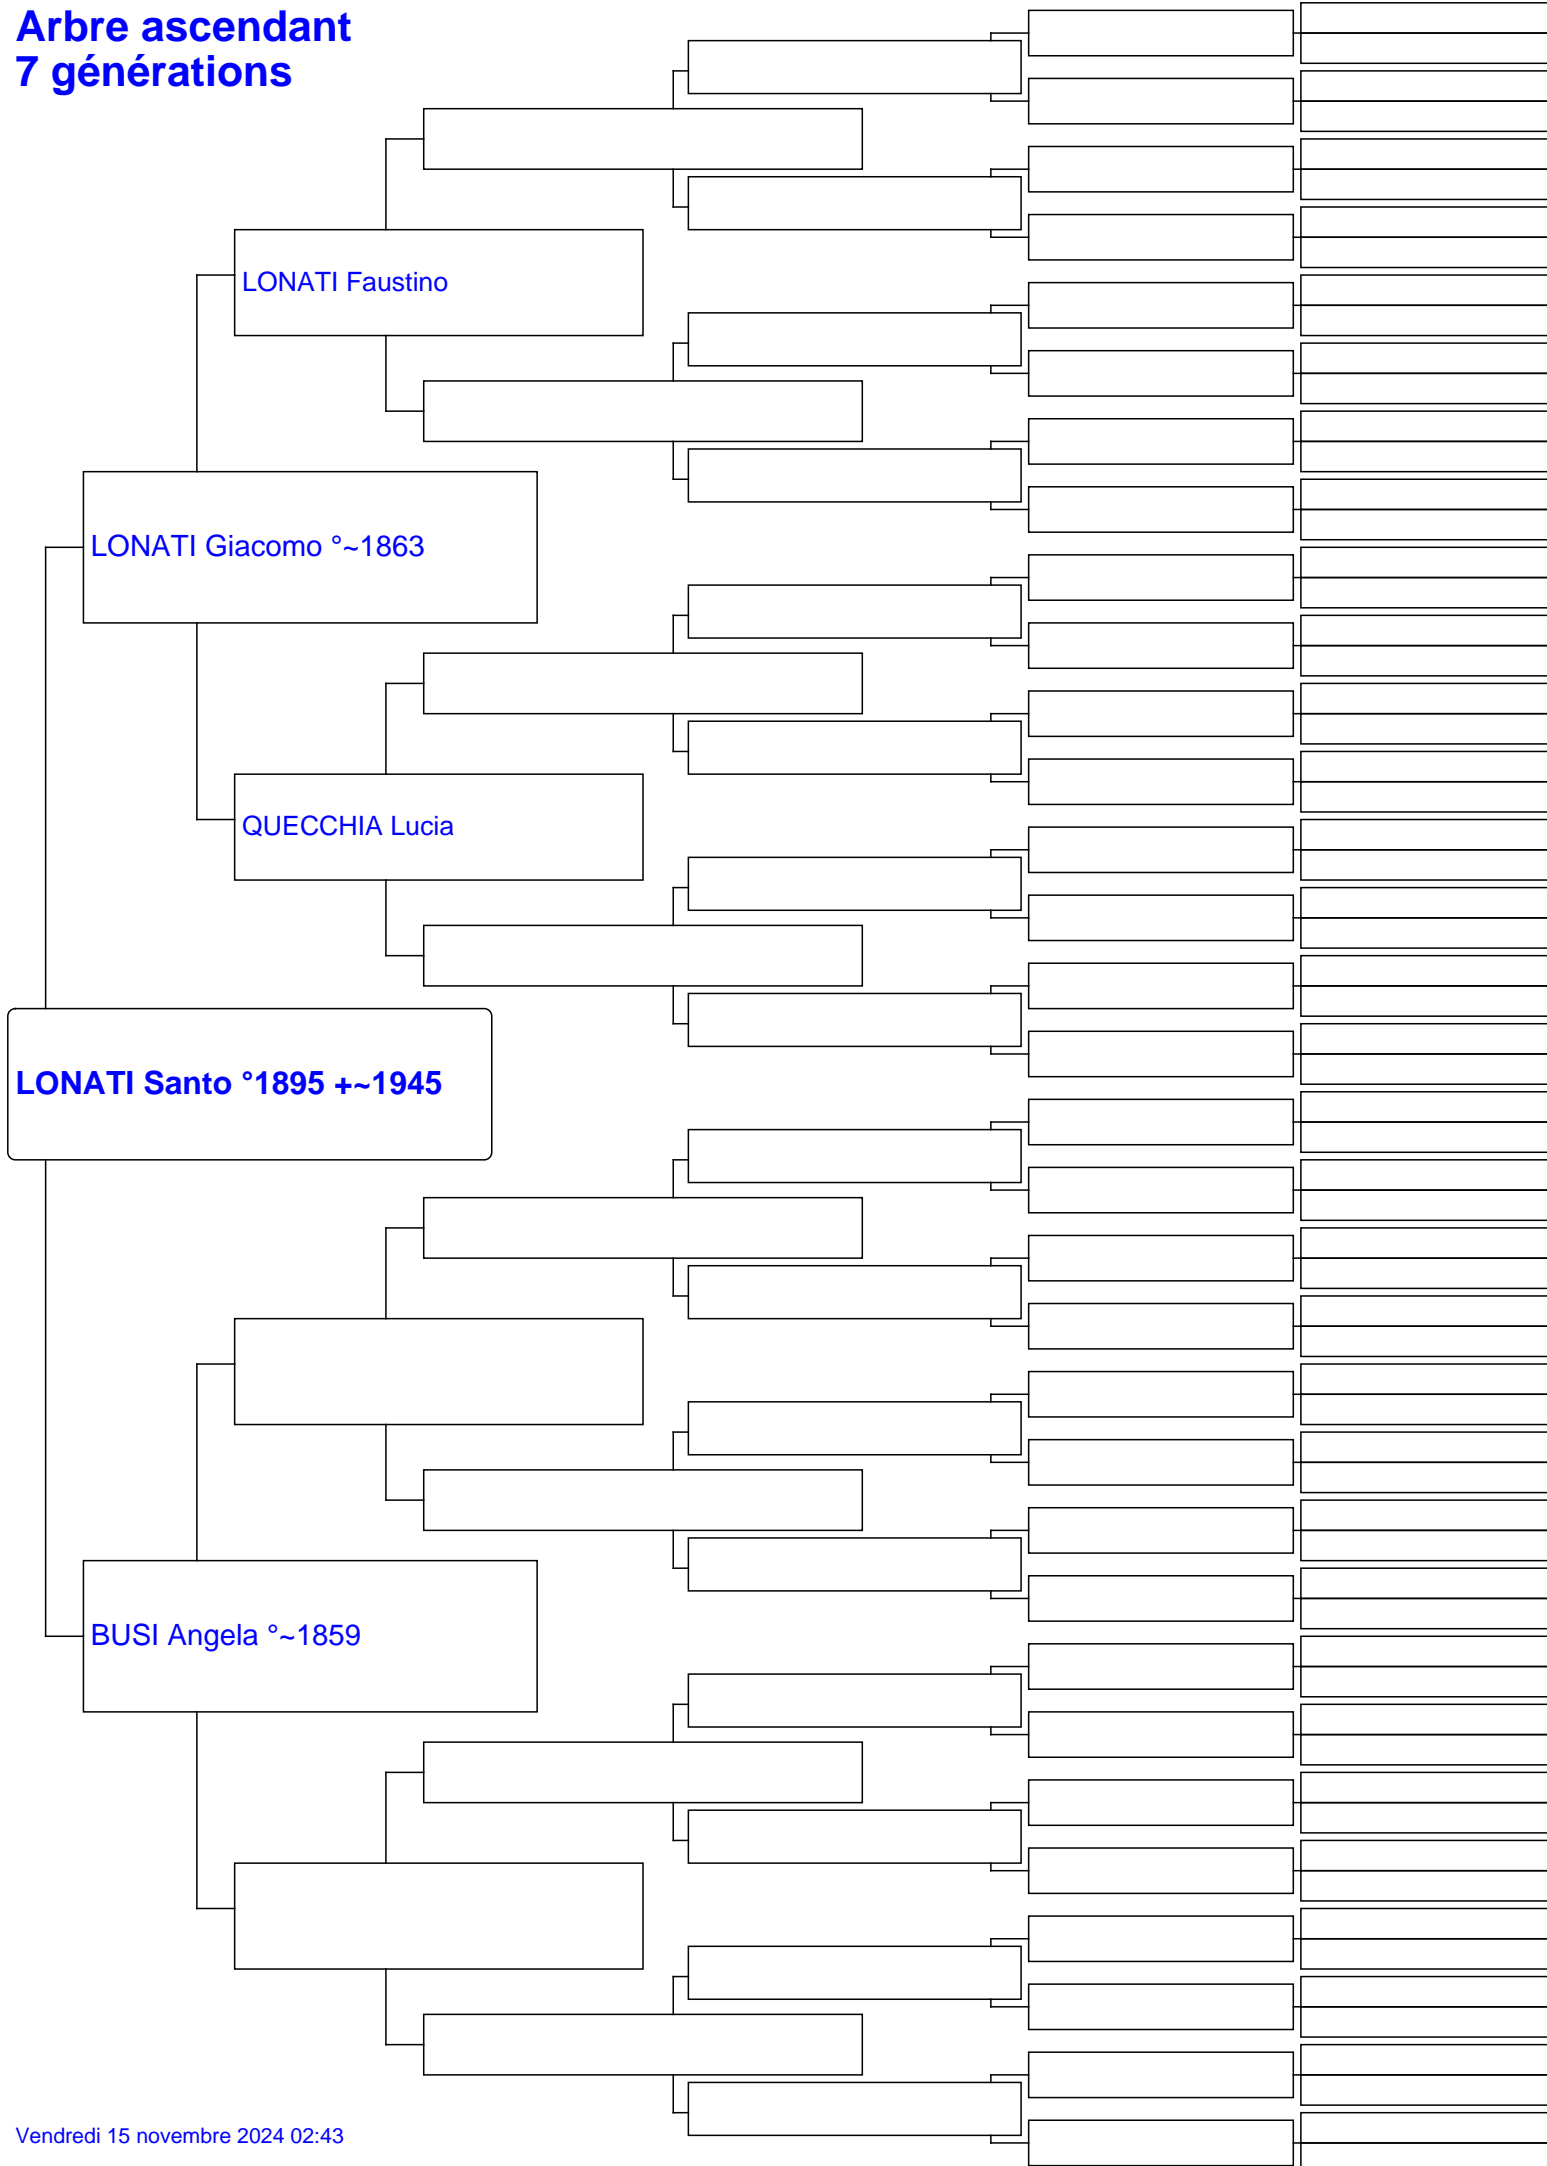 Arbre ascendant
7 générations
LONATI Faustino
LONATI Giacomo °~1863
QUECCHIA Lucia
LONATI Santo °1895 +~1945
BUSI Angela °~1859
Vendredi 15 novembre 2024 02:43